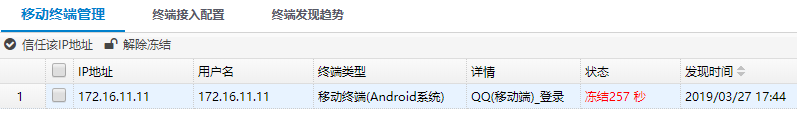 移动终端管理 终端接入配置 终端发现趋势
信任该IP地址 解除冻结
IP地址 用户名 终端类型 详情 状态 发现时间
1 172.16.11.11 172.16.11.11 移动终端(Android系统) QQ(移动端)_登录 冻结257 秒 2019/03/27 17:44